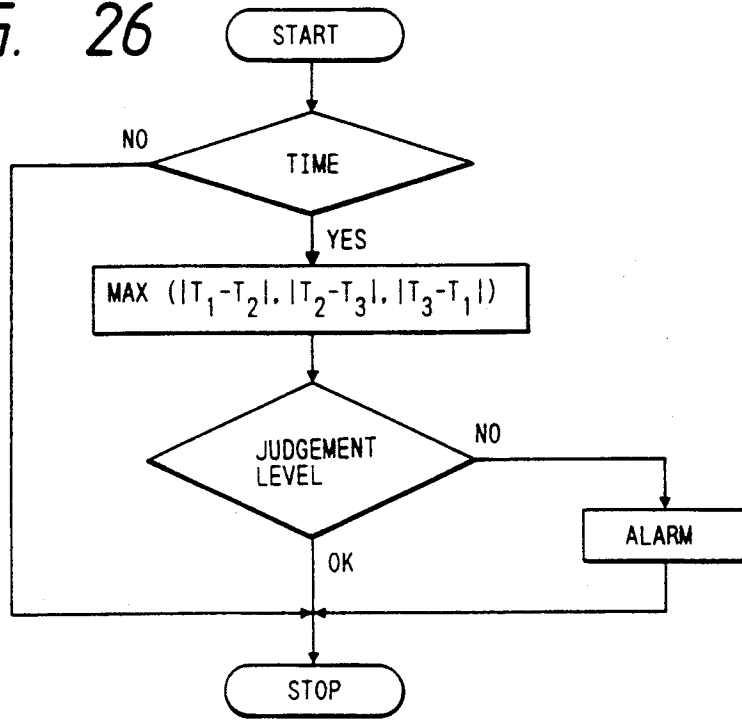 G. 26
START
NO
TIME
YES
MAX (|T₁-T₂|, |T₂-T₃|, |T₃-T₁|)
JUDGEMENT
LEVEL
NO
ALARM
OK
STOP